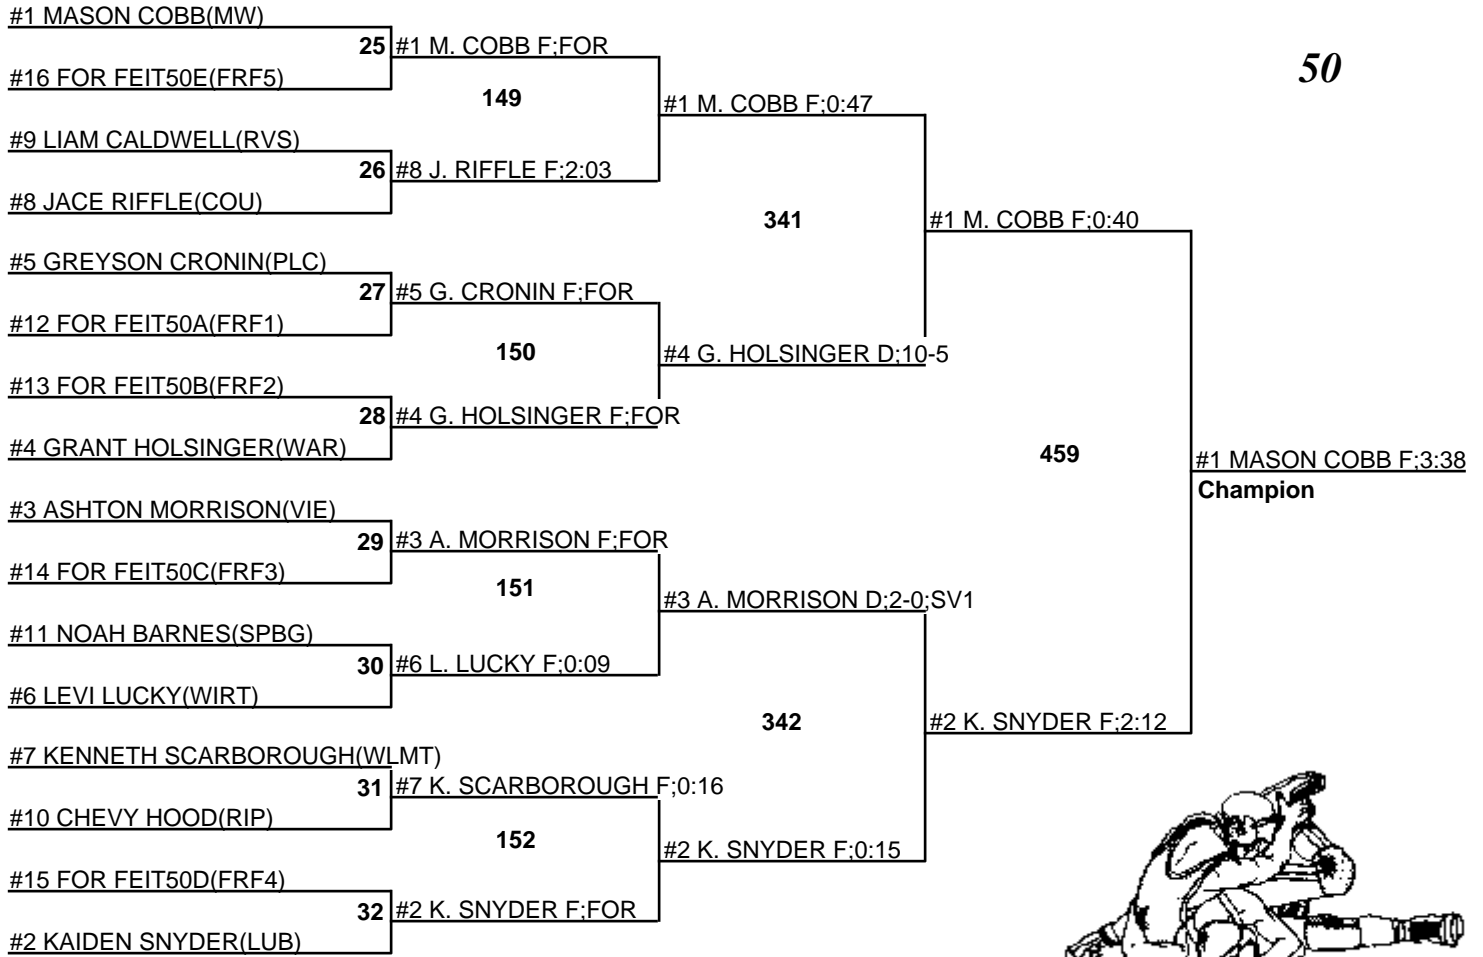 #1 MASON COBB(MW)
25
#1 M. COBB F;FOR
50
#16 FOR FEIT50E(FRF5)
149
#1 M. COBB F;0:47
#9 LIAM CALDWELL(RVS)
26
#8 J. RIFFLE F;2:03
#8 JACE RIFFLE(COU)
341
#1 M. COBB F;0:40
#5 GREYSON CRONIN(PLC)
27
#5 G. CRONIN F;FOR
#12 FOR FEIT50A(FRF1)
150
#4 G. HOLSINGER D;10-5
#13 FOR FEIT50B(FRF2)
28
#4 G. HOLSINGER F;FOR
#4 GRANT HOLSINGER(WAR)
459
#1 MASON COBB F;3:38
Champion
#3 ASHTON MORRISON(VIE)
29
#3 A. MORRISON F;FOR
#14 FOR FEIT50C(FRF3)
151
#3 A. MORRISON D;2-0;SV1
#11 NOAH BARNES(SPBG)
30
#6 L. LUCKY F;0:09
#6 LEVI LUCKY(WIRT)
342
#2 K. SNYDER F;2:12
#7 KENNETH SCARBOROUGH(WLMT)
31
#7 K. SCARBOROUGH F;0:16
#10 CHEVY HOOD(RIP)
152
#2 K. SNYDER F;0:15
#15 FOR FEIT50D(FRF4)
32
#2 K. SNYDER F;FOR
#2 KAIDEN SNYDER(LUB)